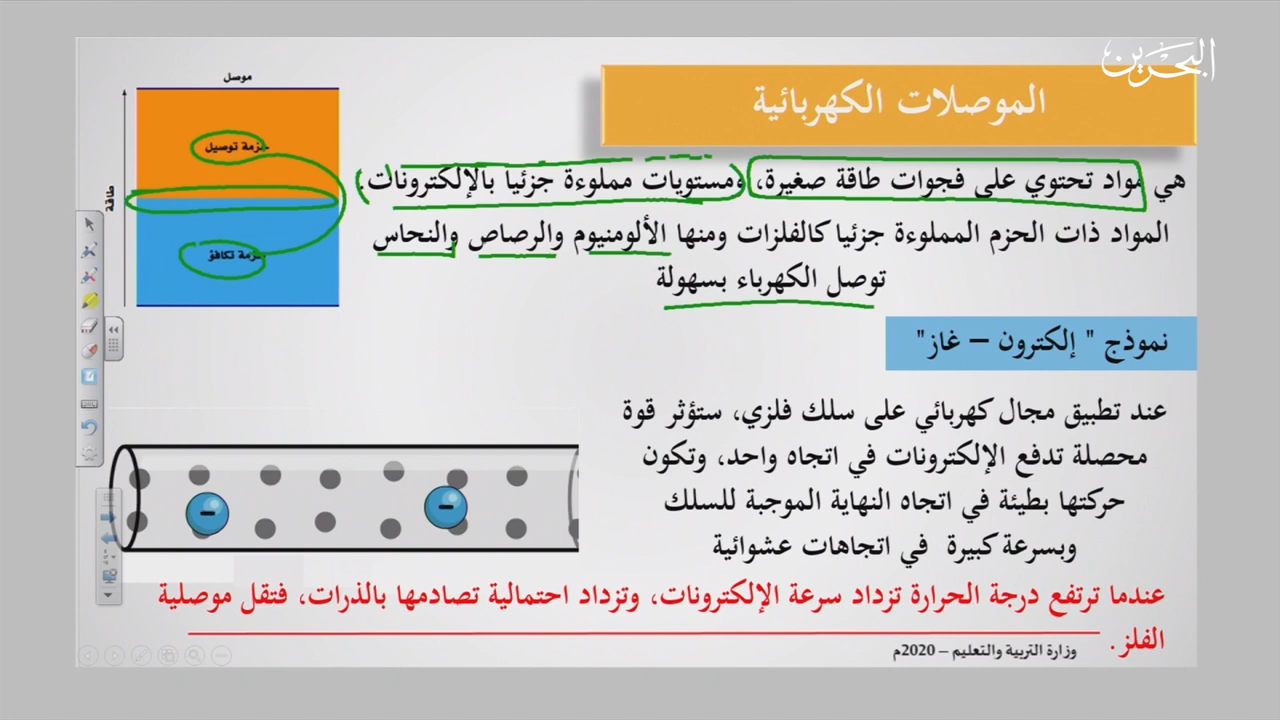 البحرين
الموصلات الكهربائية
هي مواد تحتوي على فجوات طاقة صغيرة، ومستويات مملوءة جزئيا بالإلكترونات.
المواد ذات الحزم المملوءة جزئيا كالفلزات ومنها الألومنيوم والرصاص والنحاس
توصل الكهرباء بسهولة
موصل
حزمة توصيل
طاقة
حزمة تكافؤ
نموذج " إلكترون – غاز"
عند تطبيق مجال كهربائي على سلك فلزي، ستؤثر قوة
محصلة تدفع الإلكترونات في اتجاه واحد، وتكون
حركتها بطيئة في اتجاه النهاية الموجبة للسلك
وبسرعة كبيرة في اتجاهات عشوائية
-
-
عندما ترتفع درجة الحرارة تزداد سرعة الإلكترونات، وتزداد احتمالية تصادمها بالذرات، فتقل موصلية
الفلز.
وزارة التربية والتعليم – 2020م